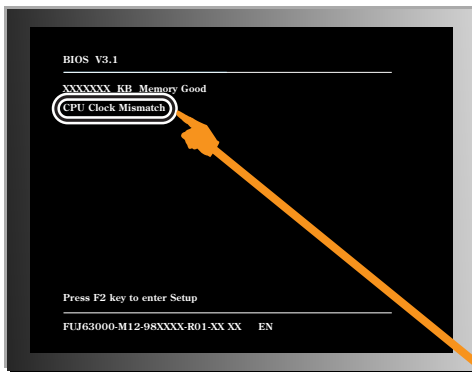 BIOS V3.1
XXXXXXX KB Memory Good
CPU Clock Mismatch
Press F2 key to enter Setup
FUJ63000-M12-98XXXX-R01-XX XX EN